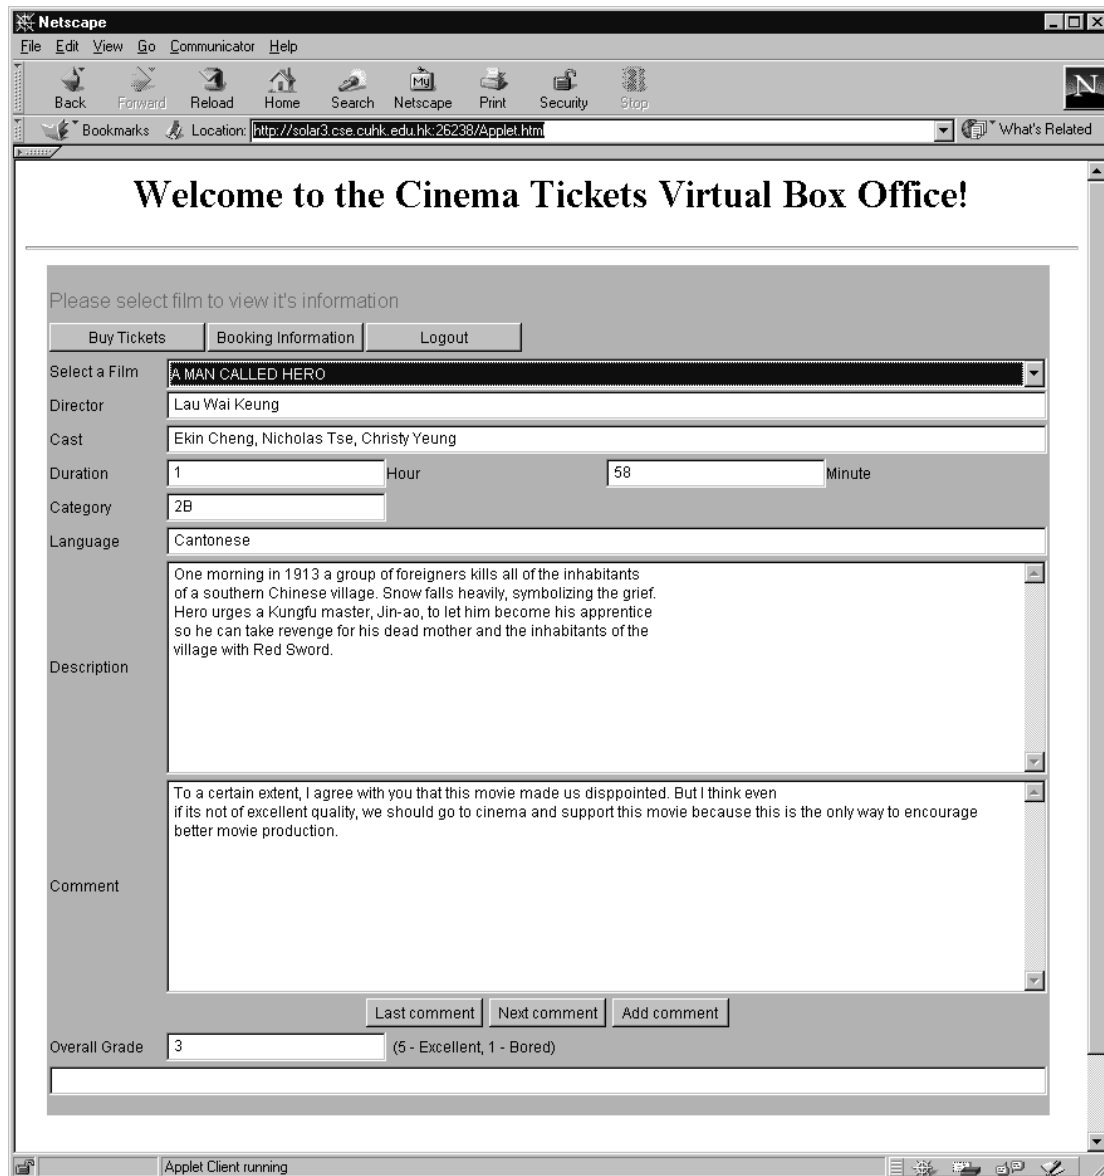 Netscape
File Edit View Go Communicator Help
My
N
Back Forward Reload Home Search Netscape Print Security Stop
Bookmarks Location: http://solar3.cse.cuhk.edu.hk:26238/Applet.html What's Related
Welcome to the Cinema Tickets Virtual Box Office!
Please select film to view it's information
Buy Tickets Booking Information Logout
Select a Film A MAN CALLED HERO
Director Lau Wai Keung
Cast Ekin Cheng, Nicholas Tse, Christy Yeung
Duration 1 Hour 58 Minute
Category 2B
Language Cantonese
One morning in 1913 a group of foreigners kills all of the inhabitants
of a southern Chinese village. Snow falls heavily, symbolizing the grief.
Hero urges a Kungfu master, Jin-ao, to let him become his apprentice
so he can take revenge for his dead mother and the inhabitants of the
village with Red Sword.
Description
To a certain extent, I agree with you that this movie made us disppointed. But I think even
if its not of excellent quality, we should go to cinema and support this movie because this is the only way to encourage
better movie production.
Comment
Last comment Next comment Add comment
Overall Grade 3 (5 - Excellent, 1 - Bored)
Applet Client running